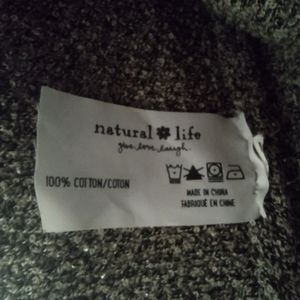 natural life
give. love. laugh.
100% COTTON/COTON
MADE IN CHINA
FABRIQUÉ EN CHINE